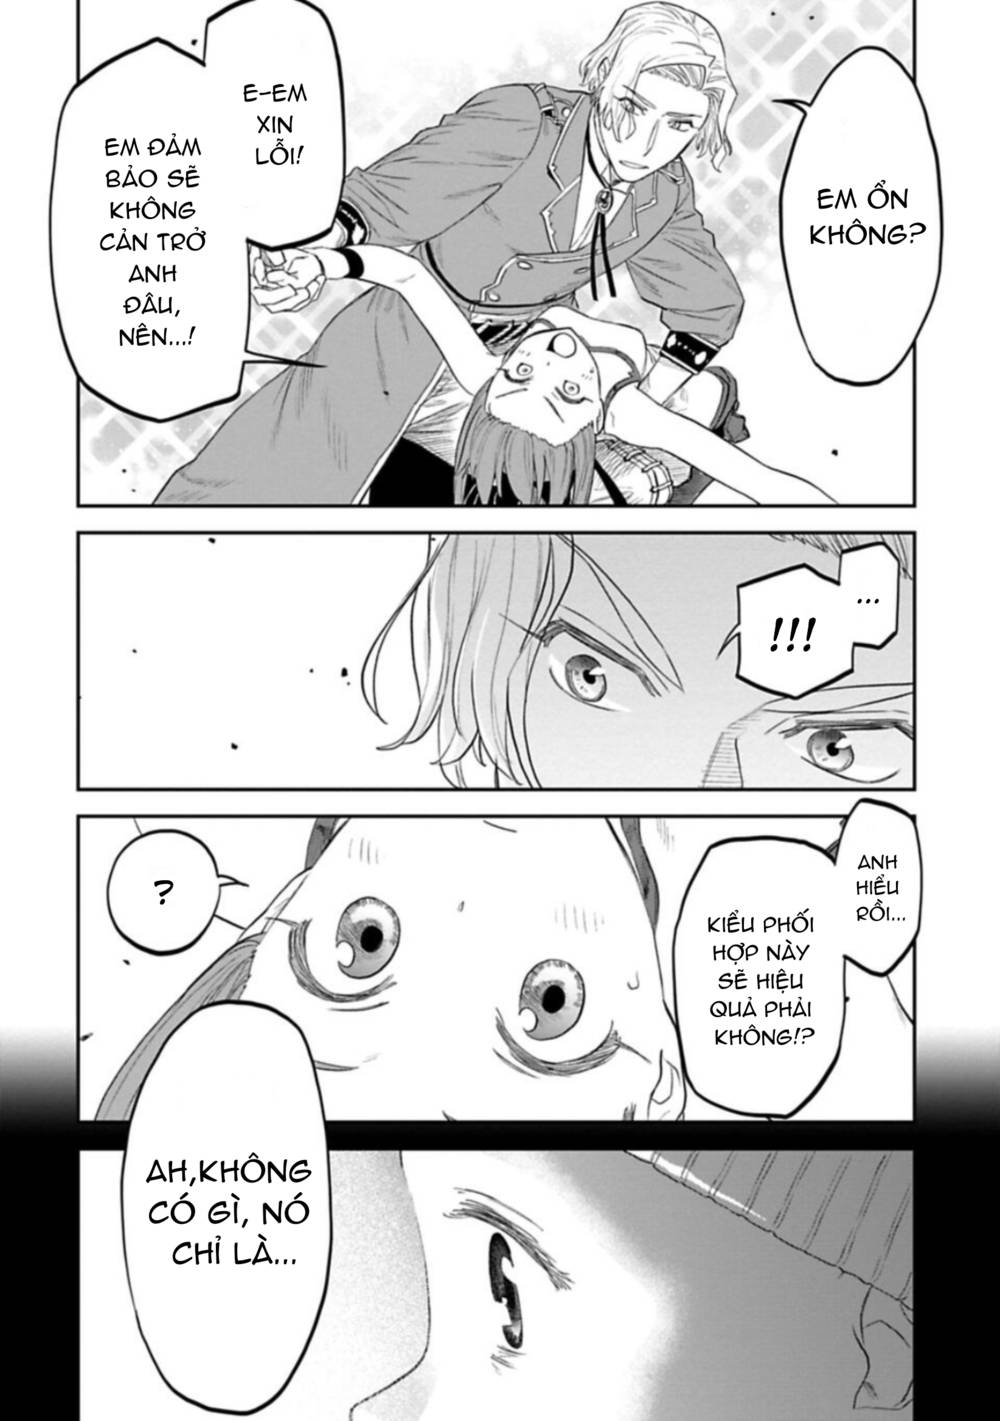 EM ỔN
KHÔNG?
E-EM
XIN
LỖI!
EM ĐẢM
BẢO SẼ
KHÔNG
CẢN TRỞ
ANH
ĐÂU,
NÊN...!
...
!!!
ANH
HIỂU
RỒI...
KIỂU PHỐI
HỢP NÀY
SẼ HIỆU
QUẢ PHẢI
KHÔNG!?
?
AH,KHÔNG
CÓ GÌ, NÓ
CHỈ LÀ...